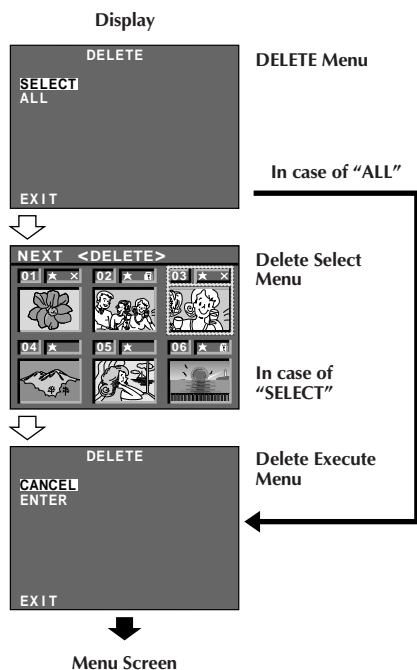 Display
DELETE
SELECT
ALL
EXIT
DELETE Menu
In case of “ALL”
NEXT <DELETE>
01 ★ ×
02 ★
03 ★ ×
04 ★
05 ★
06 ★
Delete Select
Menu
In case of
“SELECT”
DELETE
CANCEL
ENTER
EXIT
Delete Execute
Menu
Menu Screen